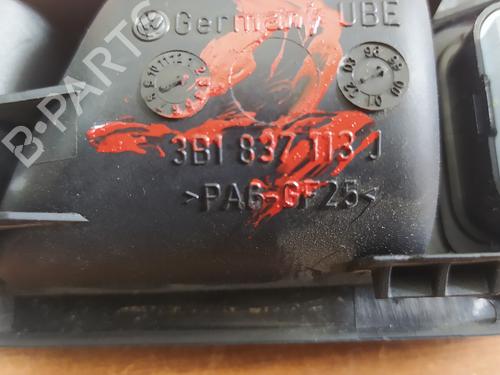 Germany UBE
3B1 837 113 J
>PA6-GF25<
B-PARTS